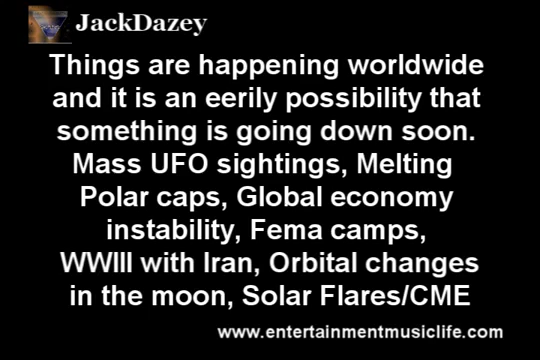 JackDazey
Things are happening worldwide
and it is an eerily possibility that
something is going down soon.
Mass UFO sightings, Melting
Polar caps, Global economy
instability, Fema camps,
WWIII with Iran, Orbital changes
in the moon, Solar Flares/CME
www.entertainmentmusiclife.com